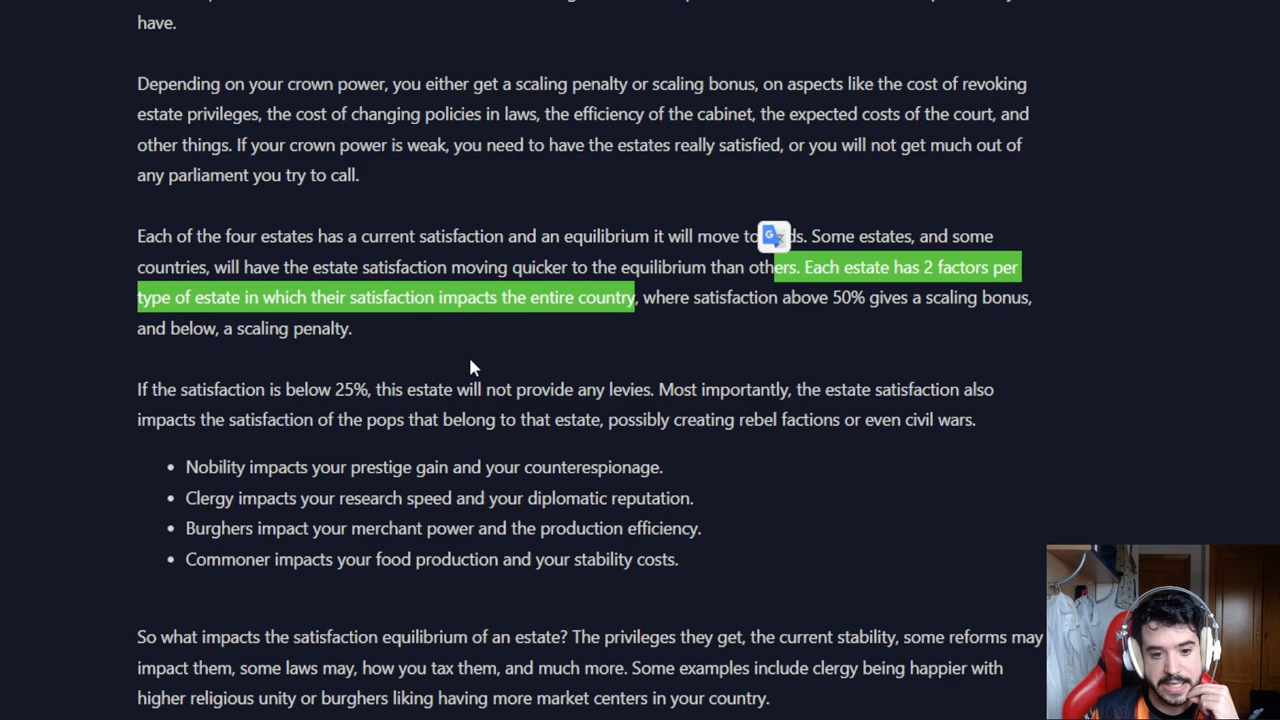 have.
Depending on your crown power, you either get a scaling penalty or scaling bonus, on aspects like the cost of revoking
estate privileges, the cost of changing policies in laws, the efficiency of the cabinet, the expected costs of the court, and
other things. If your crown power is weak, you need to have the estates really satisfied, or you will not get much out of
any parliament you try to call.
Each of the four estates has a current satisfaction and an equilibrium it will move to ds. Some estates, and some
countries, will have the estate satisfaction moving quicker to the equilibrium than others. Each estate has 2 factors per
type of estate in which their satisfaction impacts the entire country, where satisfaction above 50% gives a scaling bonus,
and below, a scaling penalty.
If the satisfaction is below 25%, this estate will not provide any levies. Most importantly, the estate satisfaction also
impacts the satisfaction of the pops that belong to that estate, possibly creating rebel factions or even civil wars.
• Nobility impacts your prestige gain and your counterespionage.
• Clergy impacts your research speed and your diplomatic reputation.
• Burghers impact your merchant power and the production efficiency.
• Commoner impacts your food production and your stability costs.
So what impacts the satisfaction equilibrium of an estate? The privileges they get, the current stability, some reforms may
impact them, some laws may, how you tax them, and much more. Some examples include clergy being happier with
higher religious unity or burghers liking having more market centers in your country.